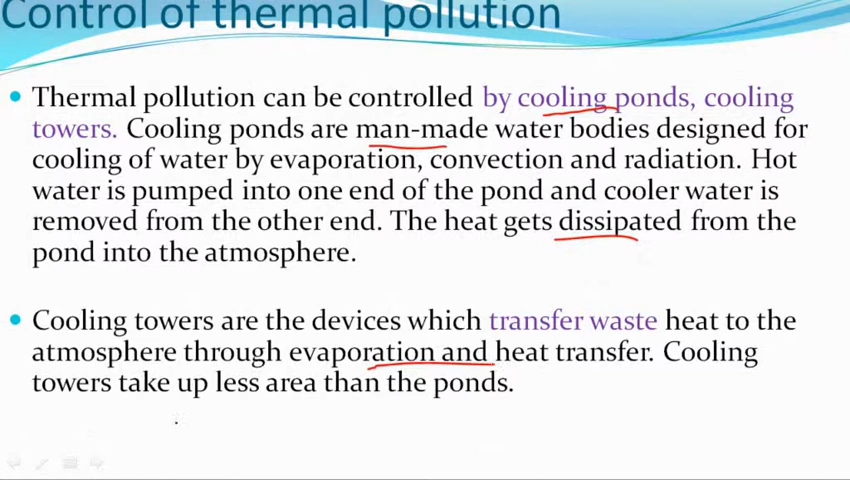 Control of thermal pollution
Thermal pollution can be controlled by cooling ponds, cooling
towers. Cooling ponds are man-made water bodies designed for
cooling of water by evaporation, convection and radiation. Hot
water is pumped into one end of the pond and cooler water is
removed from the other end. The heat gets dissipated from the
pond into the atmosphere.
Cooling towers are the devices which transfer waste heat to the
atmosphere through evaporation and heat transfer. Cooling
towers take up less area than the ponds.